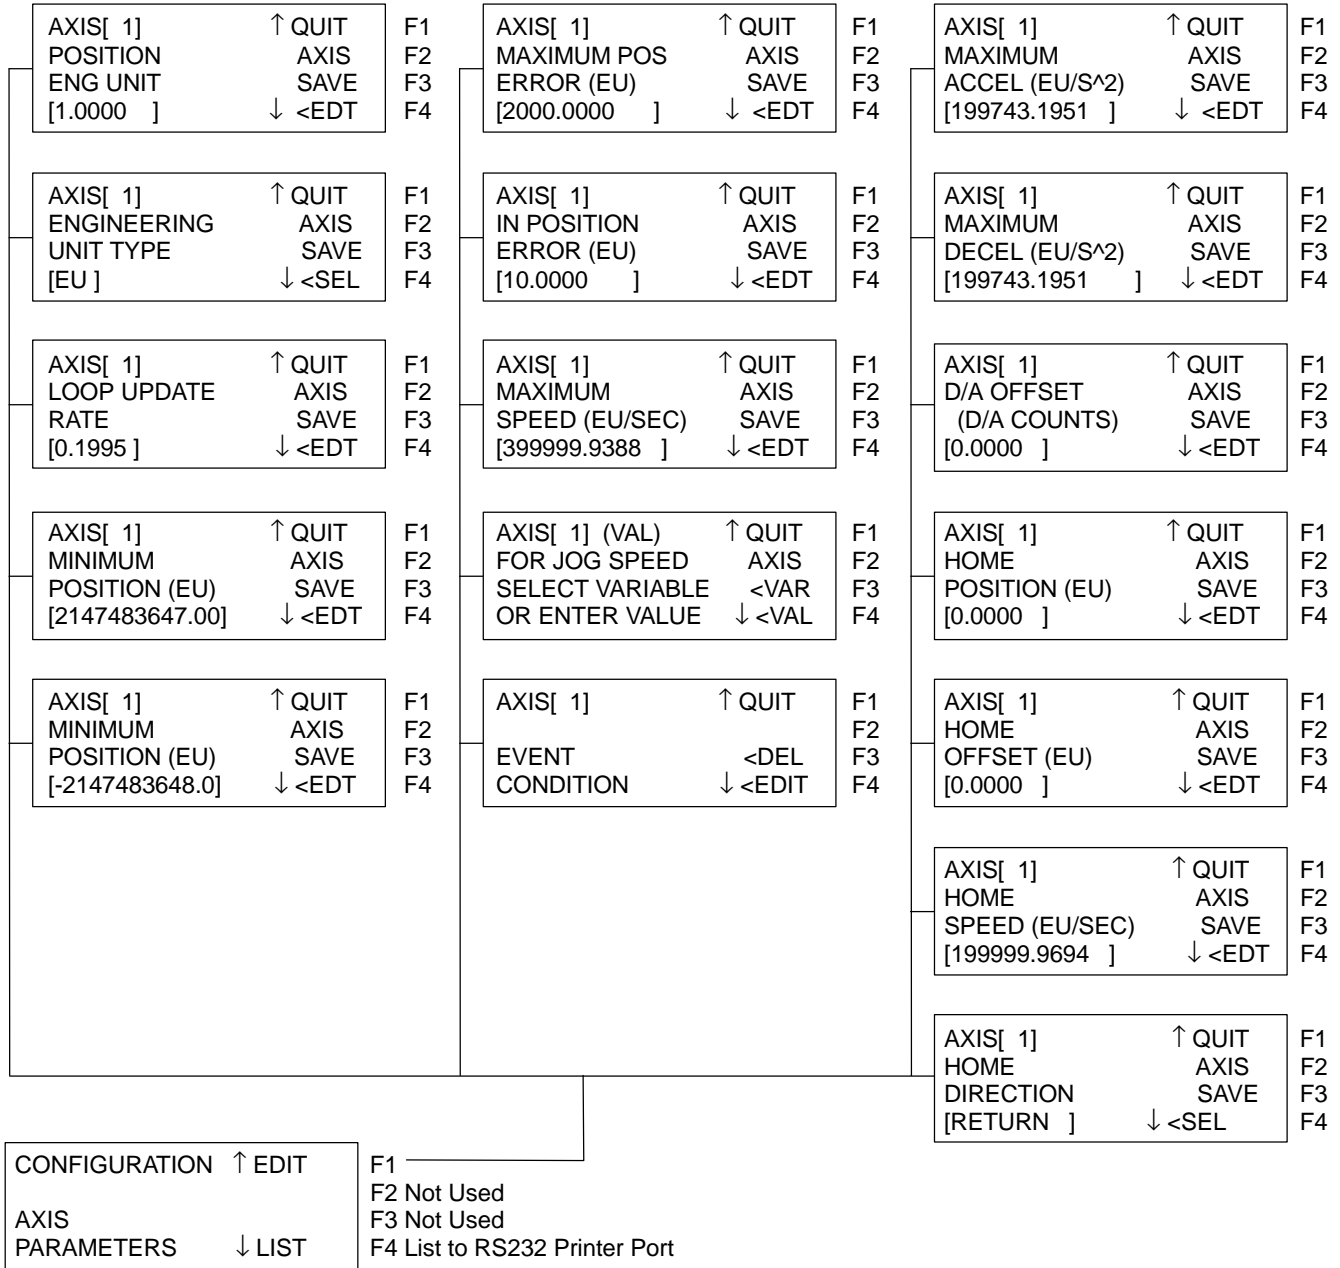 AXIS[ 1] ↑ QUIT F1
POSITION AXIS F2
ENG UNIT SAVE F3
[1.0000 ] ↓ <EDT F4
AXIS[ 1] ↑ QUIT F1
ENGINEERING AXIS F2
UNIT TYPE SAVE F3
[EU ] ↓ <SEL F4
AXIS[ 1] ↑ QUIT F1
LOOP UPDATE AXIS F2
RATE SAVE F3
[0.1995 ] ↓ <EDT F4
AXIS[ 1] ↑ QUIT F1
MINIMUM AXIS F2
POSITION (EU) SAVE F3
[2147483647.00] ↓ <EDT F4
AXIS[ 1] ↑ QUIT F1
MINIMUM AXIS F2
POSITION (EU) SAVE F3
[-2147483648.0] ↓ <EDT F4
AXIS[ 1] ↑ QUIT F1
MAXIMUM POS AXIS F2
ERROR (EU) SAVE F3
[2000.0000 ] ↓ <EDT F4
AXIS[ 1] ↑ QUIT F1
IN POSITION AXIS F2
ERROR (EU) SAVE F3
[10.0000 ] ↓ <EDT F4
AXIS[ 1] ↑ QUIT F1
MAXIMUM AXIS F2
SPEED (EU/SEC) SAVE F3
[399999.9388 ] ↓ <EDT F4
AXIS[ 1] (VAL) ↑ QUIT F1
FOR JOG SPEED AXIS F2
SELECT VARIABLE <VAR F3
OR ENTER VALUE ↓ <VAL F4
AXIS[ 1] ↑ QUIT F1
F2
EVENT <DEL F3
CONDITION ↓ <EDIT F4
AXIS[ 1] ↑ QUIT F1
MAXIMUM AXIS F2
ACCEL (EU/S^2) SAVE F3
[199743.1951 ] ↓ <EDT F4
AXIS[ 1] ↑ QUIT F1
MAXIMUM AXIS F2
DECEL (EU/S^2) SAVE F3
[199743.1951 ] ↓ <EDT F4
AXIS[ 1] ↑ QUIT F1
D/A OFFSET AXIS F2
(D/A COUNTS) SAVE F3
[0.0000 ] ↓ <EDT F4
AXIS[ 1] ↑ QUIT F1
HOME AXIS F2
POSITION (EU) SAVE F3
[0.0000 ] ↓ <EDT F4
AXIS[ 1] ↑ QUIT F1
HOME AXIS F2
OFFSET (EU) SAVE F3
[0.0000 ] ↓ <EDT F4
AXIS[ 1] ↑ QUIT F1
HOME AXIS F2
SPEED (EU/SEC) SAVE F3
[199999.9694 ] ↓ <EDT F4
AXIS[ 1] ↑ QUIT F1
HOME AXIS F2
DIRECTION SAVE F3
[RETURN ] ↓ <SEL F4
CONFIGURATION ↑ EDIT F1
F2 Not Used
AXIS F3 Not Used
PARAMETERS ↓ LIST F4 List to RS232 Printer Port